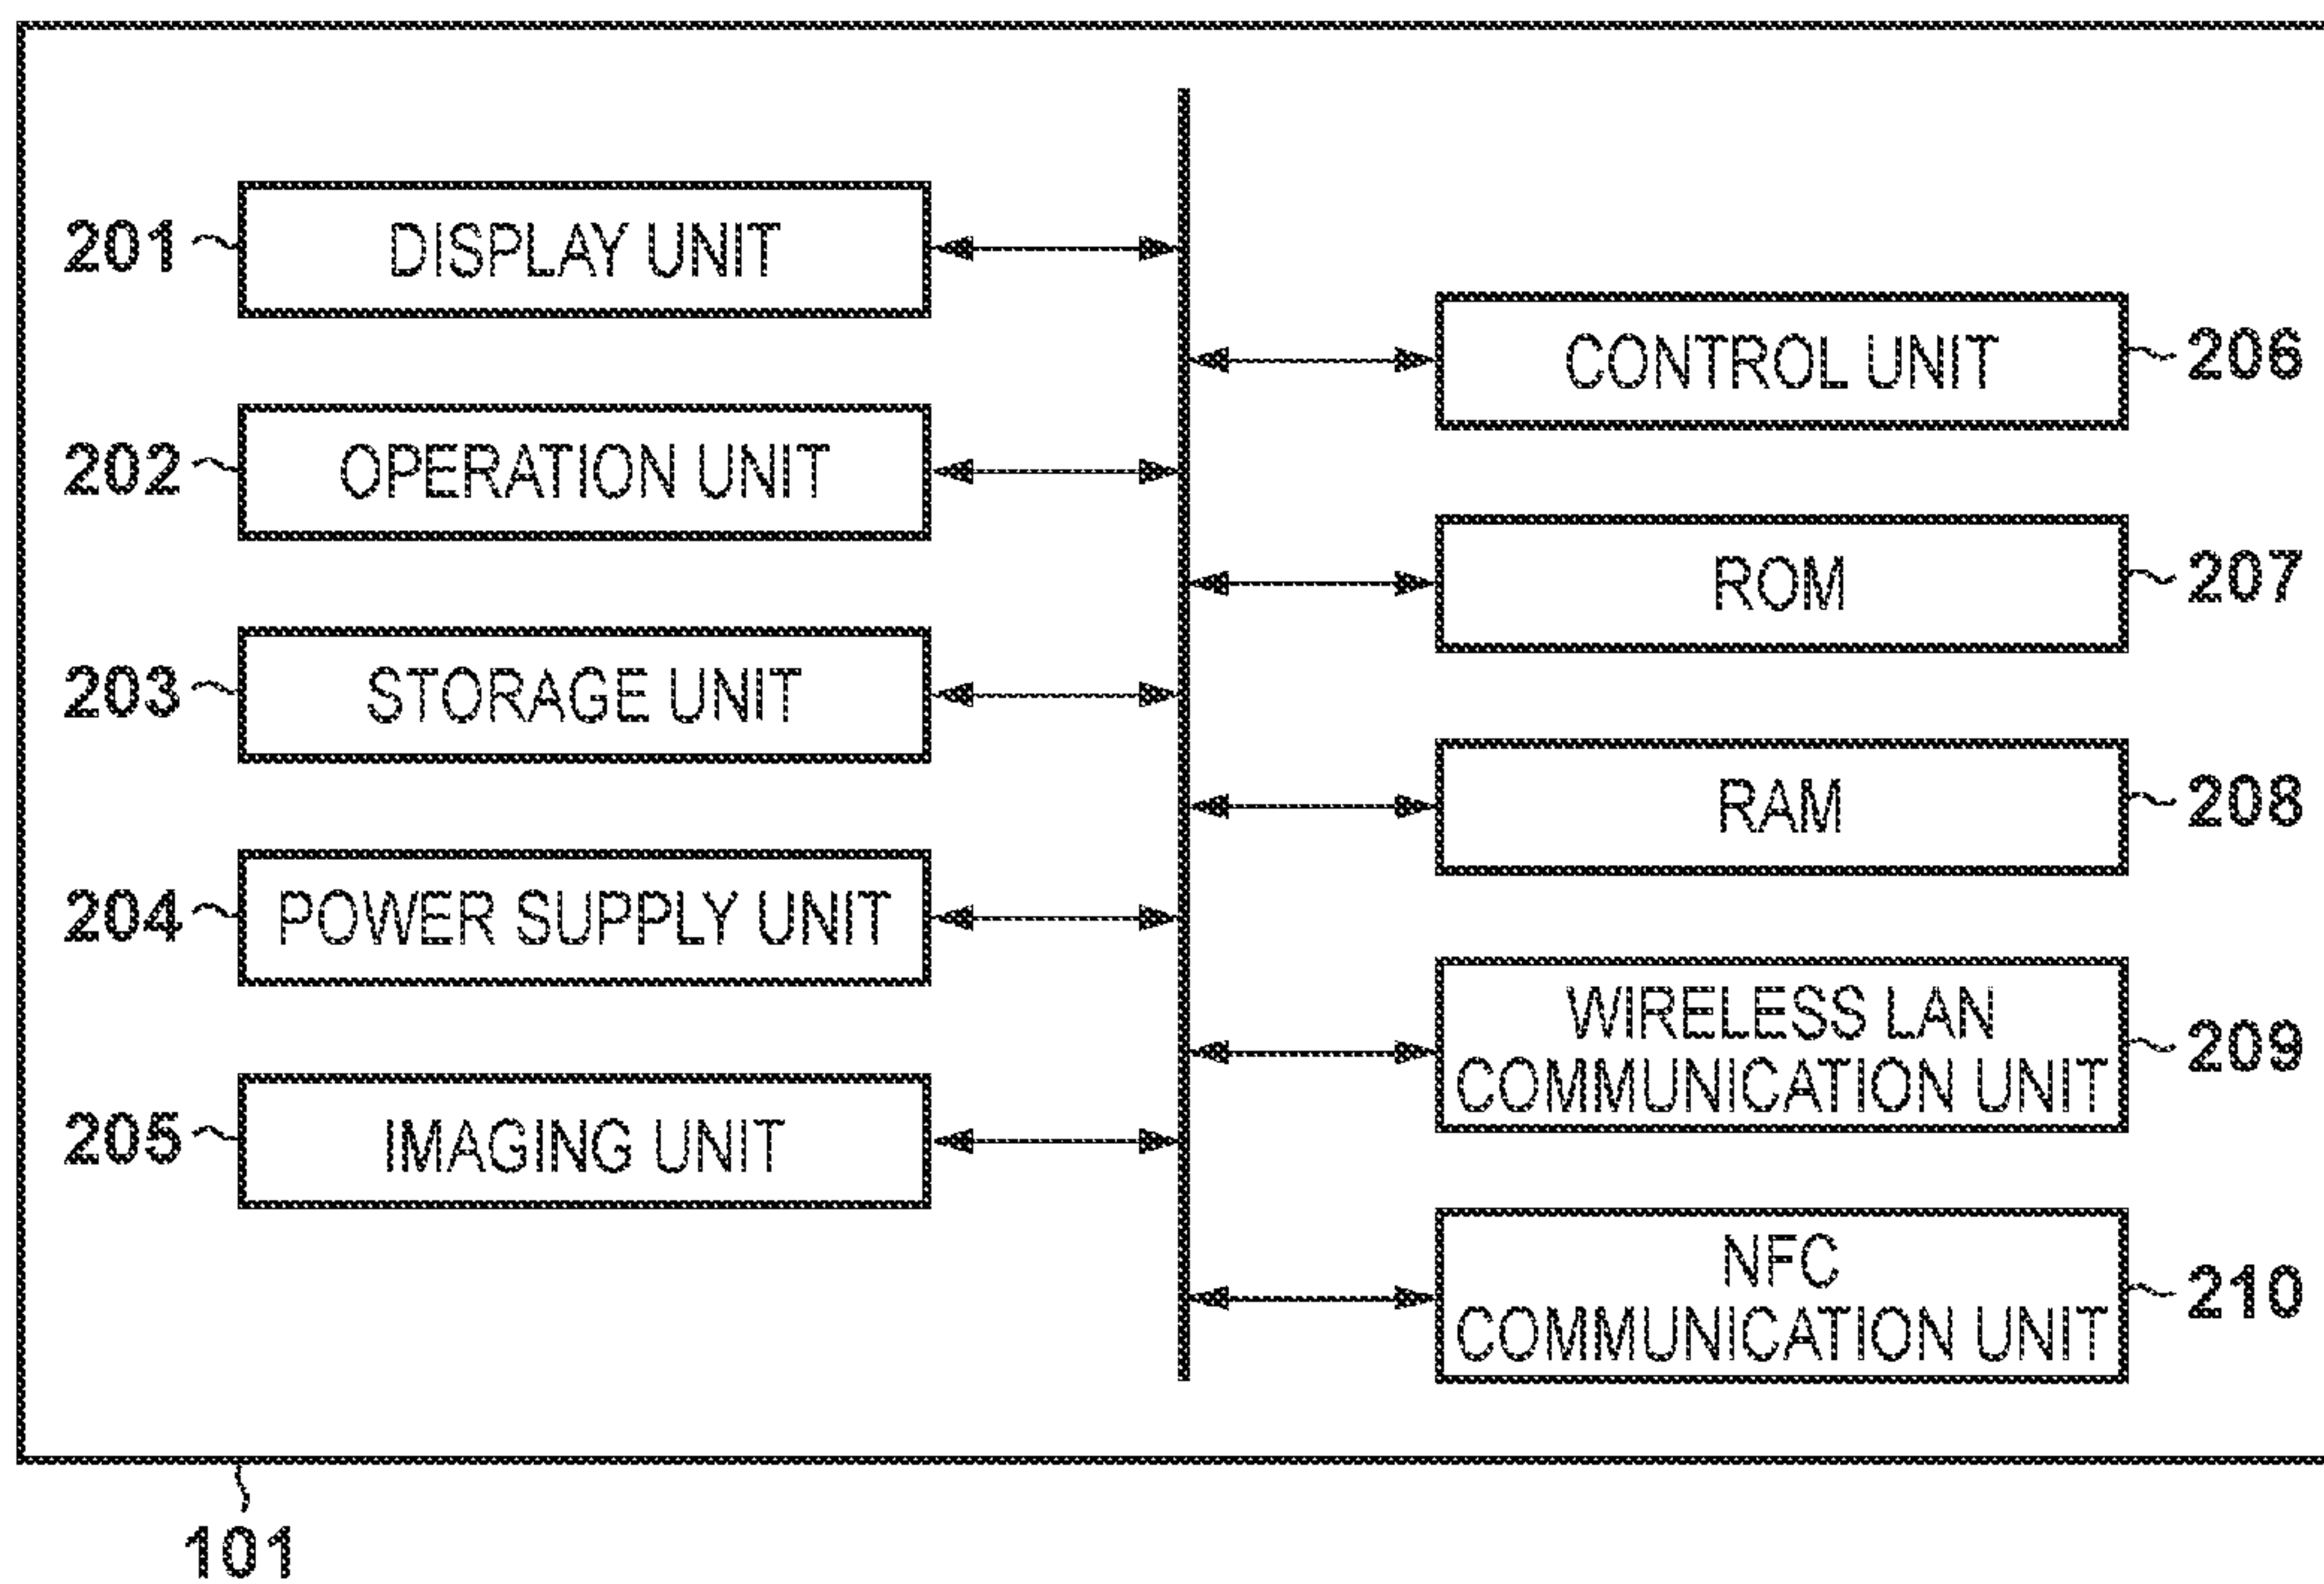 201 DISPLAY UNIT
202 OPERATION UNIT
203 STORAGE UNIT
204 POWER SUPPLY UNIT
205 IMAGING UNIT
CONTROL UNIT 206
ROM 207
RAM 208
WIRELESS LAN
COMMUNICATION UNIT 209
NFC
COMMUNICATION UNIT 210
101